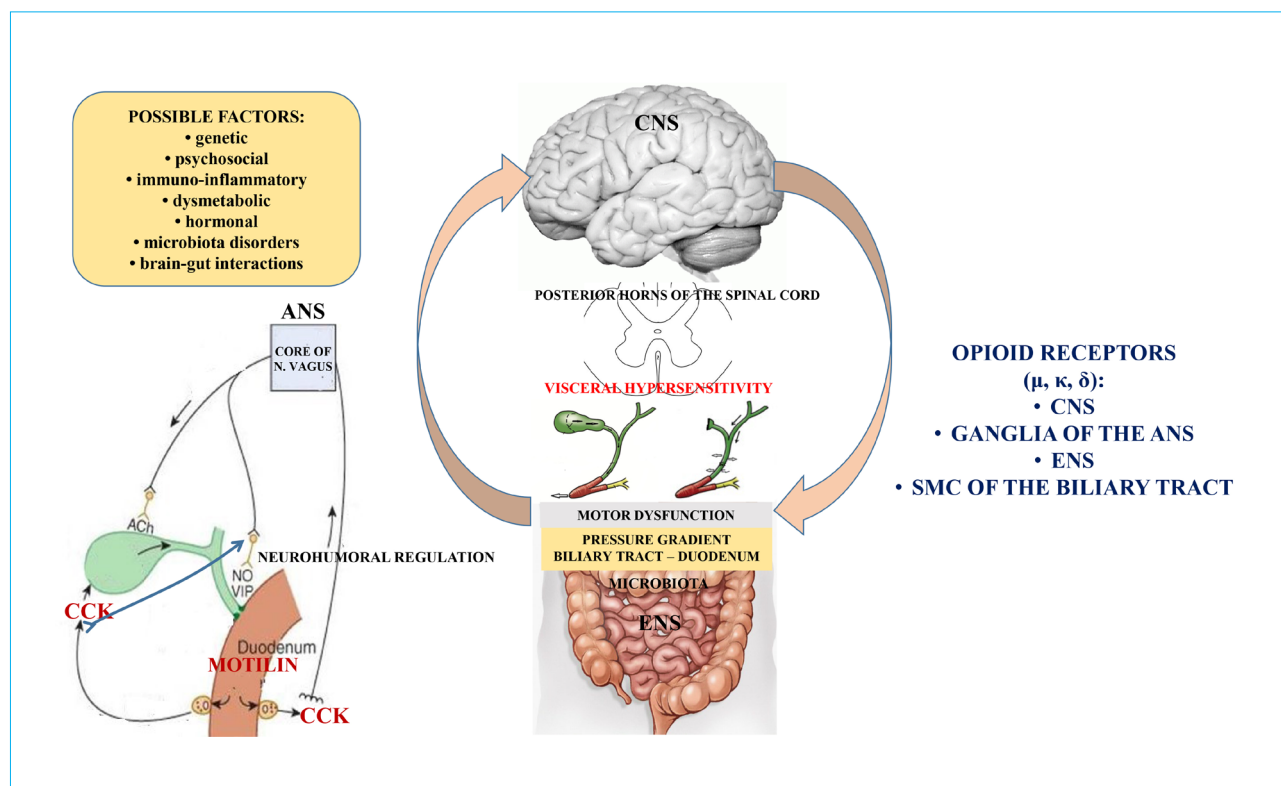 POSSIBLE FACTORS:
• genetic
• psychosocial
• immuno-inflammatory
• dysmetabolic
• hormonal
• microbiota disorders
• brain-gut interactions
ANS
CORE OF
N. VAGUS
ACh
NO
VIP
NEUROHUMORAL REGULATION
CCK
Duodenum
MOTILIN
CCK
CNS
POSTERIOR HORNS OF THE SPINAL CORD
VISCERAL HYPERSENSITIVITY
MOTOR DYSFUNCTION
PRESSURE GRADIENT
BILIARY TRACT – DUODENUM
MICROBIOTA
ENS
OPIOID RECEPTORS
(μ, κ, δ):
• CNS
• GANGLIA OF THE ANS
• ENS
• SMC OF THE BILIARY TRACT